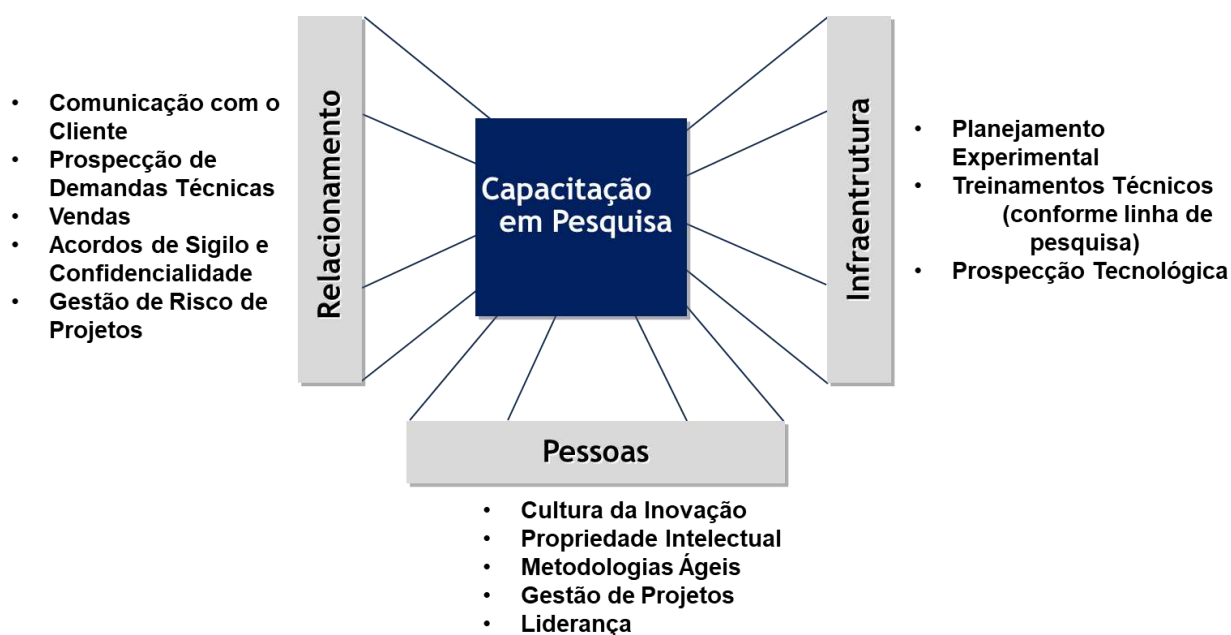 Relacionamento
• Comunicação com o
Cliente
• Prospecção de
Demandas Técnicas
• Vendas
• Acordos de Sigilo e
Confidencialidade
• Gestão de Risco de
Projetos
Capacitação
em Pesquisa
Infraentrutura
• Planejamento
Experimental
• Treinamentos Técnicos
(conforme linha de
pesquisa)
• Prospecção Tecnológica
Pessoas
• Cultura da Inovação
• Propriedade Intelectual
• Metodologias Ágeis
• Gestão de Projetos
• Liderança